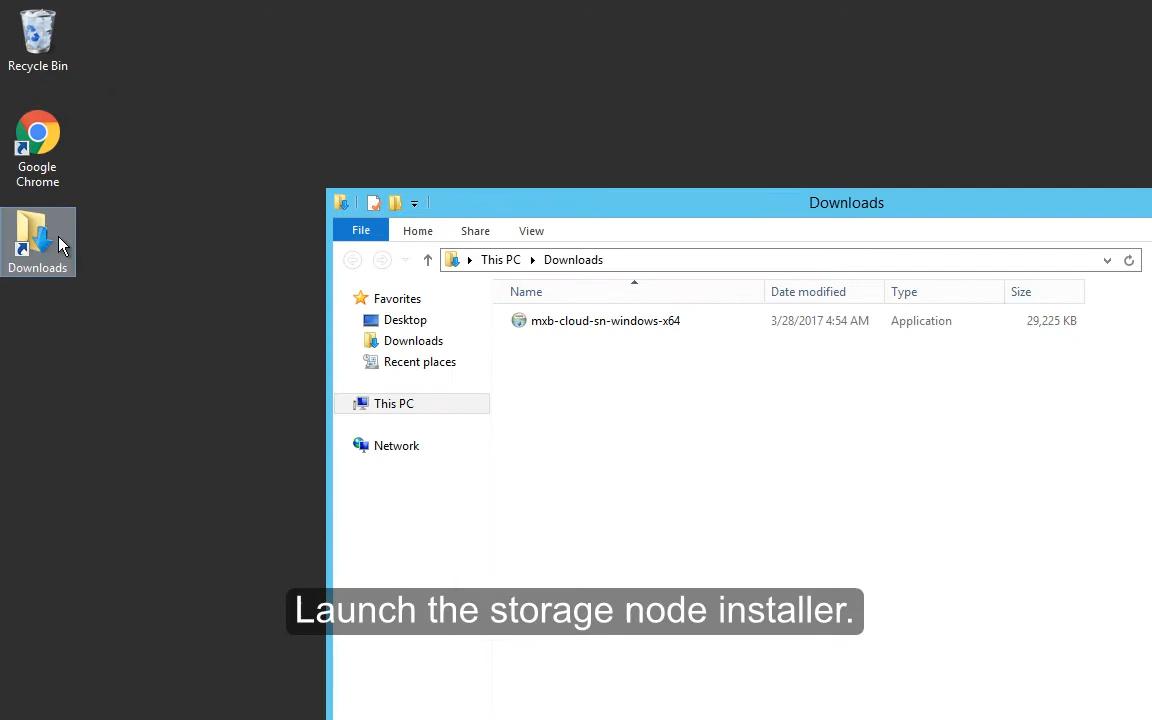 Recycle Bin
Google
Chrome
Downloads
Downloads
File Home Share View
This PC Downloads
Name Date modified Type Size
mxb-cloud-sn-windows-x64 3/28/2017 4:54 AM Application 29,225 KB
Favorites
Desktop
Downloads
Recent places
This PC
Network
Launch the storage node installer.